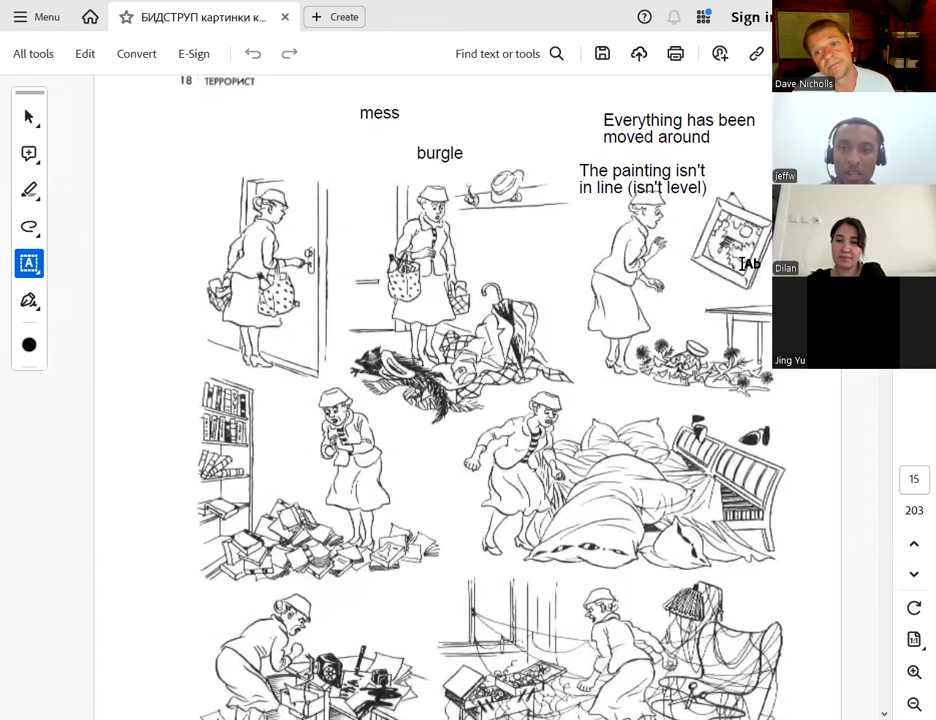 Menu
БИДСТРУП картинки к...
Create
Sign in
All tools
Edit
Convert
E-Sign
Find text or tools
Dave Nicholls
18 ТЕРРОРИСТ
mess
Everything has been
moved around
burgle
The painting isn't
in line (isn't level)
Ab
jeffw
Dilan
Jing Yu
15
203